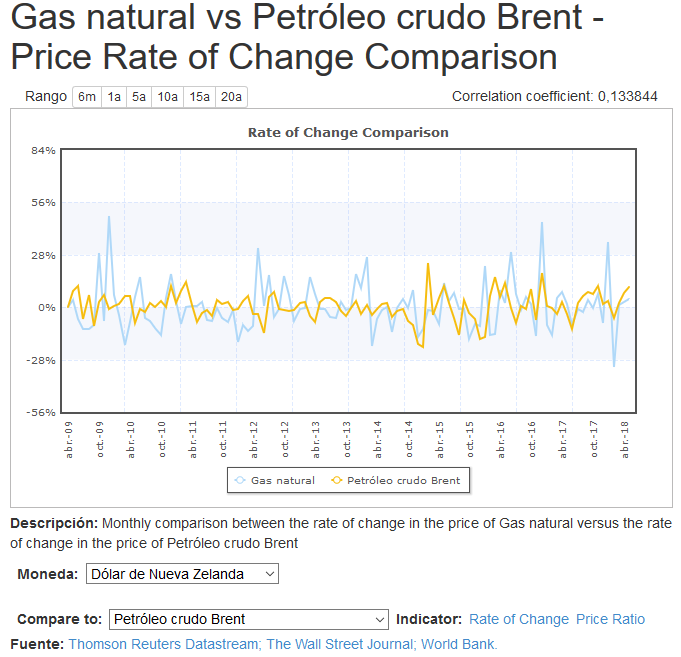 Gas natural vs Petróleo crudo Brent -
Price Rate of Change Comparison
Rango 6m 1a 5a 10a 15a 20a Correlation coefficient: 0,133844
Rate of Change Comparison
84%
56%
28%
0%
-28%
-56%
abr.-09 oct.-09 abr.-10 oct.-10 abr.-11 oct.-11 abr.-12 oct.-12 abr.-13 oct.-13 abr.-14 oct.-14 abr.-15 oct.-15 abr.-16 oct.-16 abr.-17 oct.-17 abr.-18
Gas natural Petróleo crudo Brent
Descripción: Monthly comparison between the rate of change in the price of Gas natural versus the rate
of change in the price of Petróleo crudo Brent
Moneda: Dólar de Nueva Zelanda
Compare to: Petróleo crudo Brent Indicator: Rate of Change Price Ratio
Fuente: Thomson Reuters Datastream; The Wall Street Journal; World Bank.